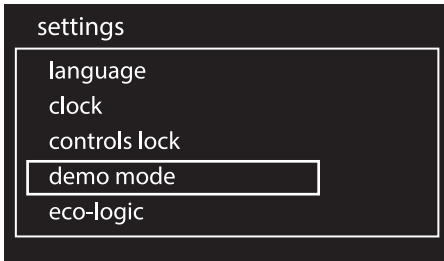 settings
language
clock
controls lock
demo mode
eco-logic